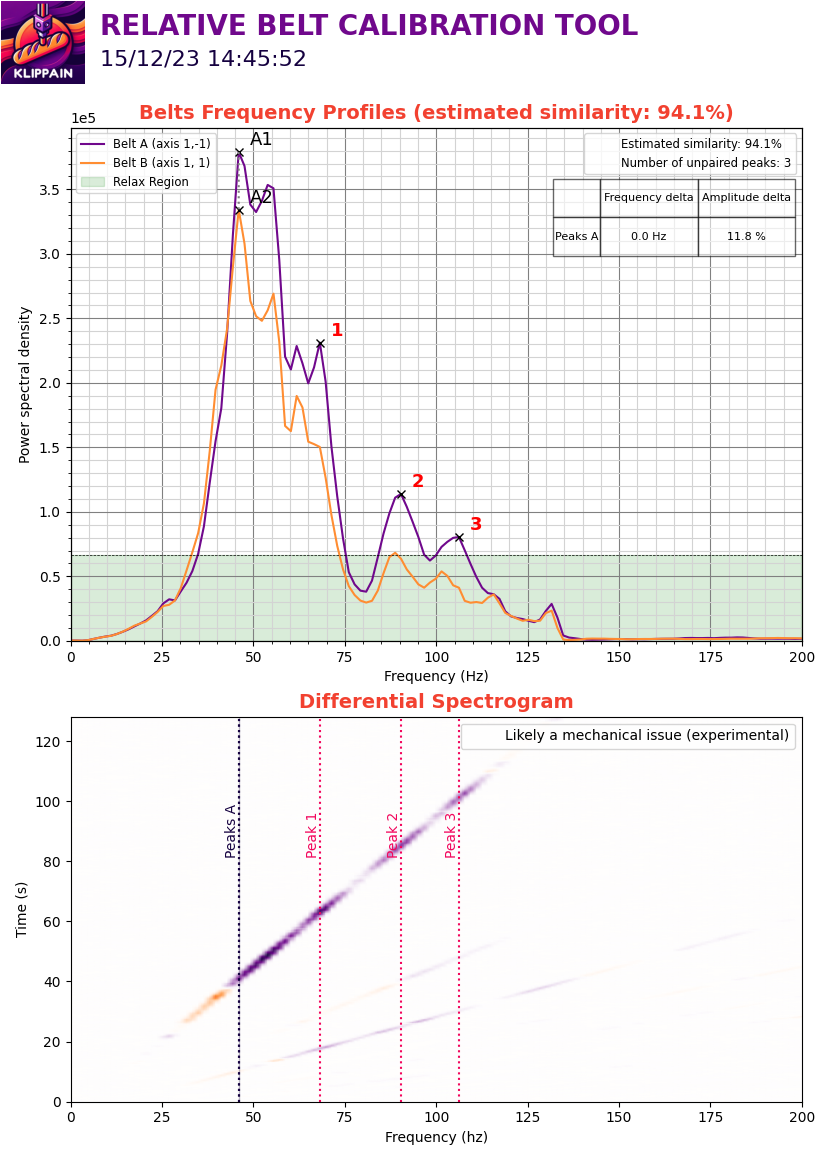 KLIPPAIN
RELATIVE BELT CALIBRATION TOOL
15/12/23 14:45:52
Belts Frequency Profiles (estimated similarity: 94.1%)
1e5
Belt A (axis 1,-1)
Belt B (axis 1, 1)
Relax Region
A1
A2
1
2
3
Estimated similarity: 94.1%
Number of unpaired peaks: 3
Frequency delta Amplitude delta
Peaks A 0.0 Hz 11.8 %
Power spectral density
3.5
3.0
2.5
2.0
1.5
1.0
0.5
0.0
0 25 50 75 100 125 150 175 200
Frequency (Hz)
Differential Spectrogram
Likely a mechanical issue (experimental)
Peaks A
Peak 1
Peak 2
Peak 3
Time (s)
120
100
80
60
40
20
0
0 25 50 75 100 125 150 175 200
Frequency (hz)